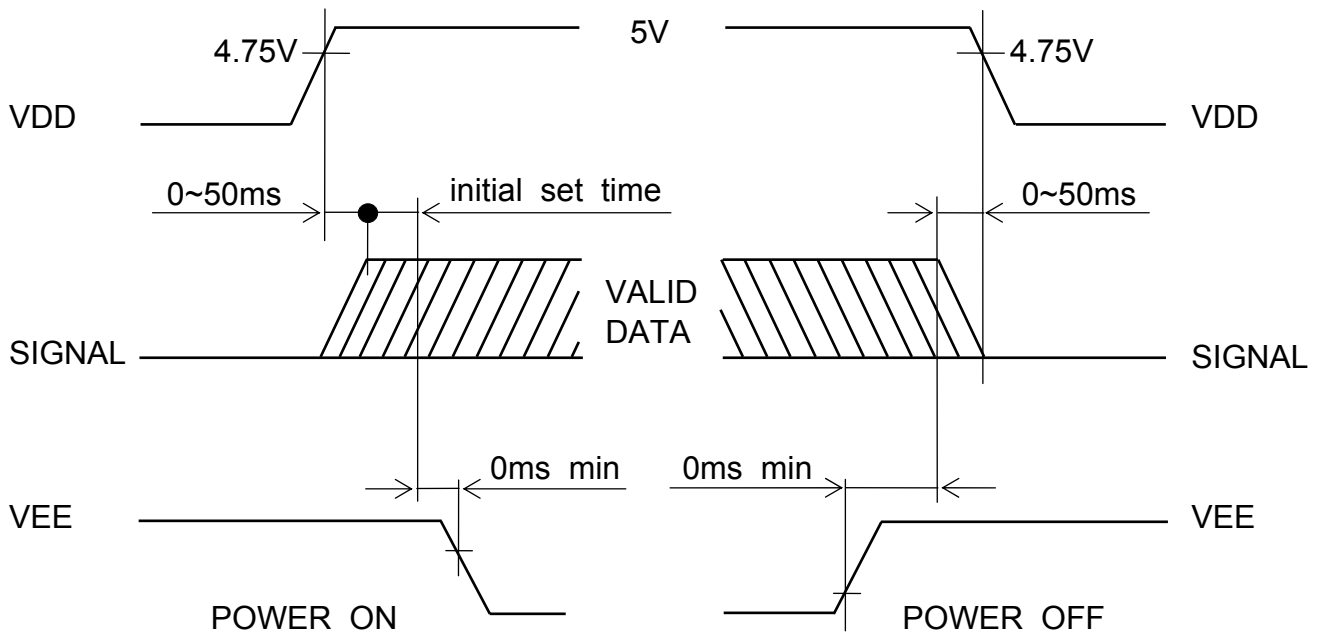 5V
4.75V
4.75V
VDD
VDD
0~50ms
initial set time
0~50ms
VALID
DATA
SIGNAL
SIGNAL
0ms min
0ms min
VEE
VEE
POWER ON
POWER OFF